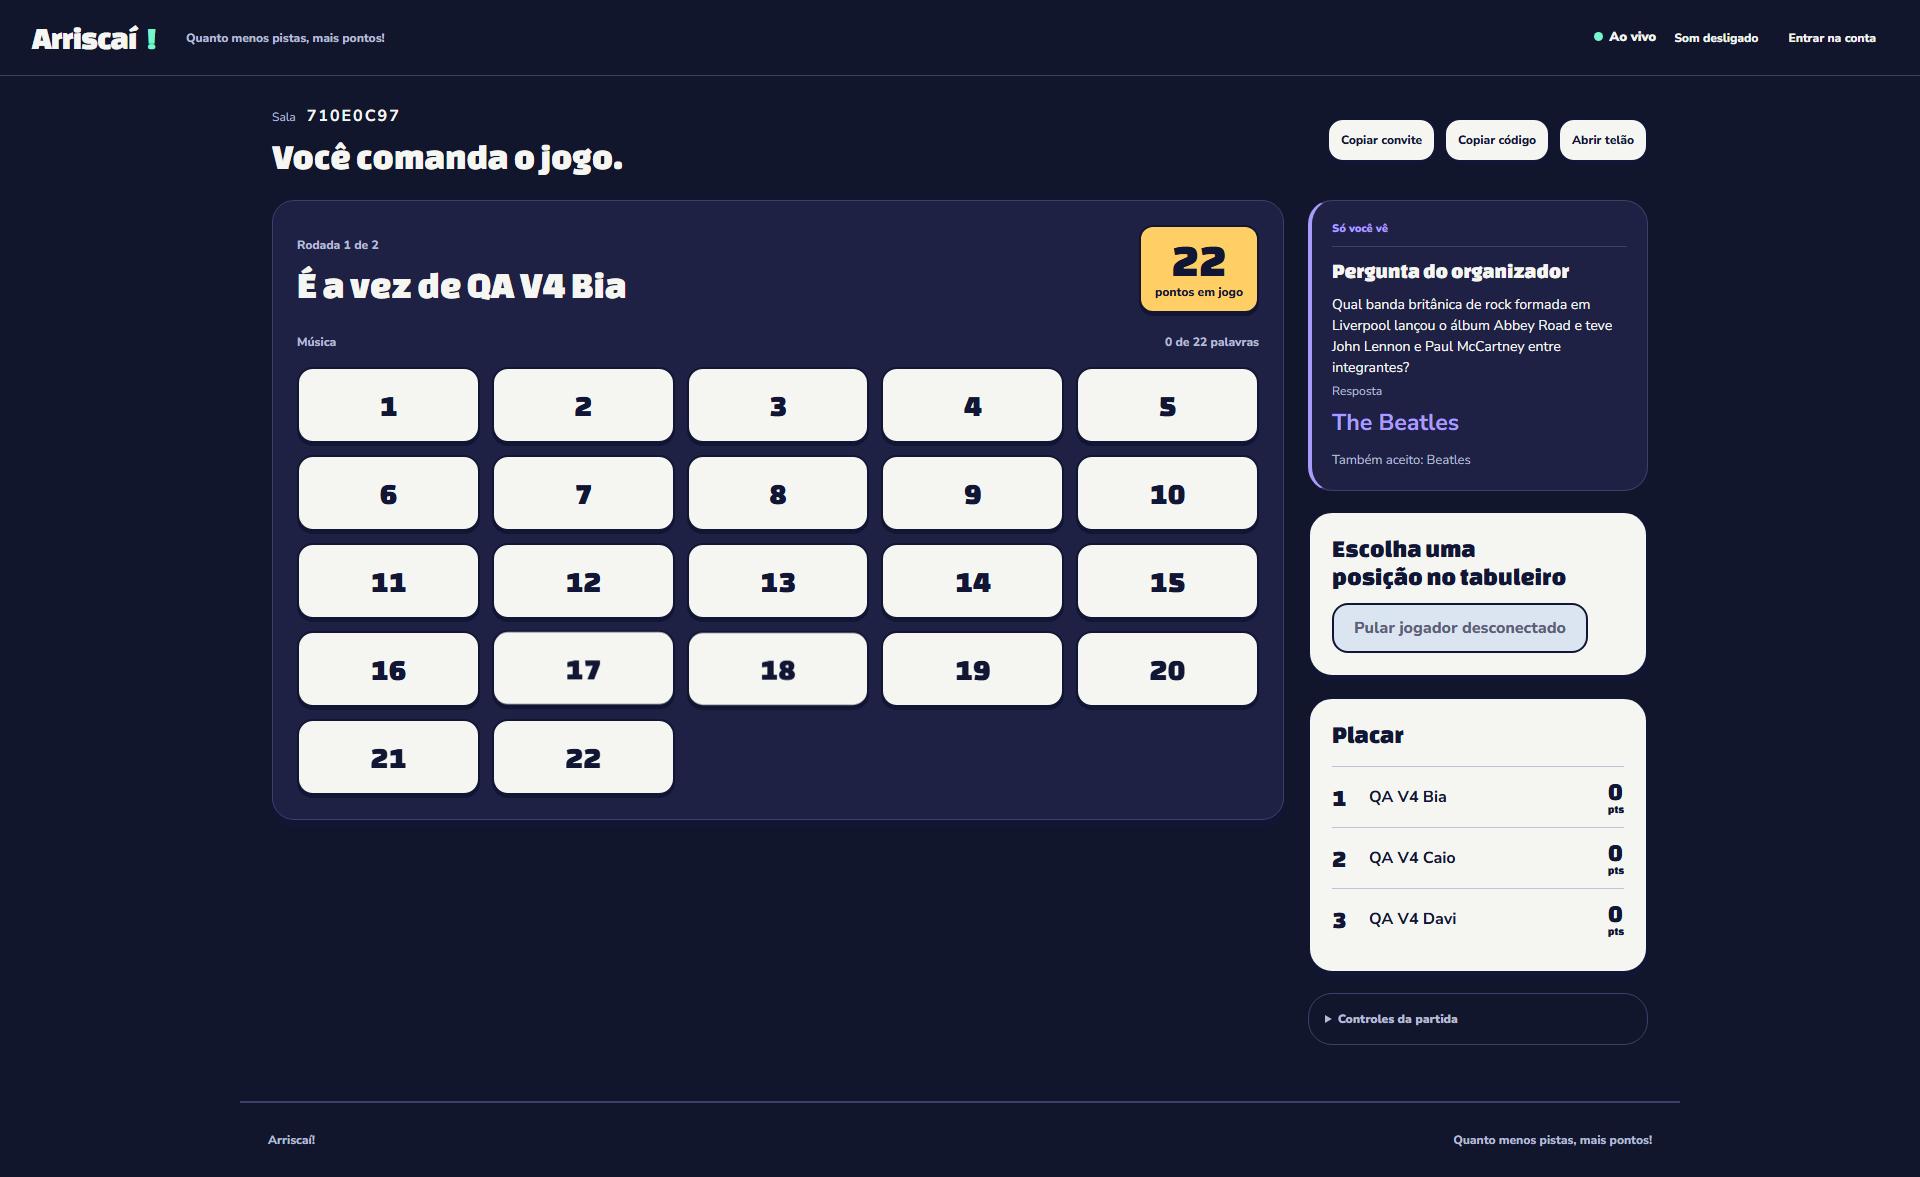 Arriscaí !
Quanto menos pistas, mais pontos!
Ao vivo
Som desligado
Entrar na conta
Sala 710E0C97
Você comanda o jogo.
Copiar convite
Copiar código
Abrir telão
Rodada 1 de 2
É a vez de QA V4 Bia
22
pontos em jogo
Música
0 de 22 palavras
1
2
3
4
5
6
7
8
9
10
11
12
13
14
15
16
17
18
19
20
21
22
Só você vê
Pergunta do organizador
Qual banda britânica de rock formada em
Liverpool lançou o álbum Abbey Road e teve
John Lennon e Paul McCartney entre
integrantes?
Resposta
The Beatles
Também aceito: Beatles
Escolha uma
posição no tabuleiro
Pular jogador desconectado
Placar
1 QA V4 Bia 0 pts
2 QA V4 Caio 0 pts
3 QA V4 Davi 0 pts
Controles da partida
Arriscaí!
Quanto menos pistas, mais pontos!